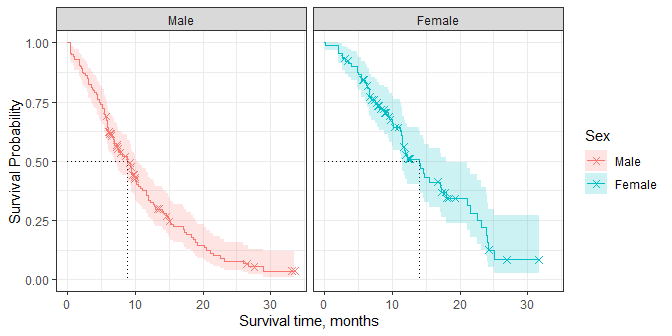 Male Female
1.00
0.75
0.50
0.25
0.00
Survival Probability
0 10 20 30 0 10 20 30
Survival time, months
Sex
Male
Female